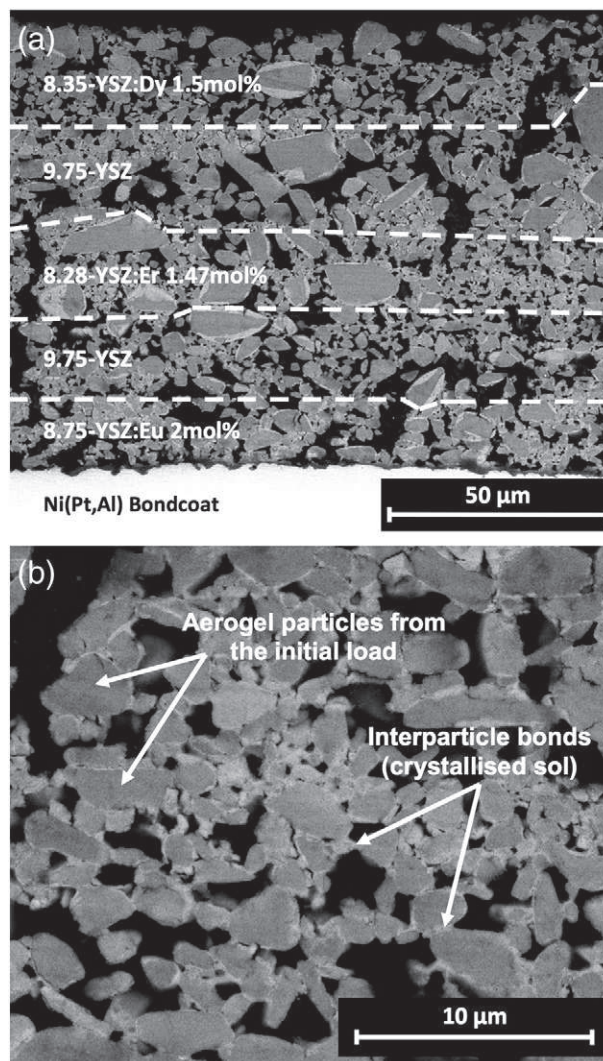 (a)
8.35-YSZ:Dy 1.5mol%
9.75-YSZ
8.28-YSZ:Er 1.47mol%
9.75-YSZ
8.75-YSZ:Eu 2mol%
Ni(Pt,Al) Bondcoat
50 µm
(b)
Aerogel particles from
the initial load
Interparticle bonds
(crystallised sol)
10 µm